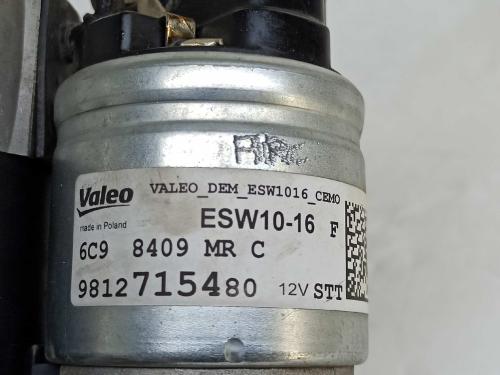 Valeo VALEO_DEM_ESW1016_CEMO
made in Poland ESW10-16 F
6C9 8409 MR C
9812715480 12V STT